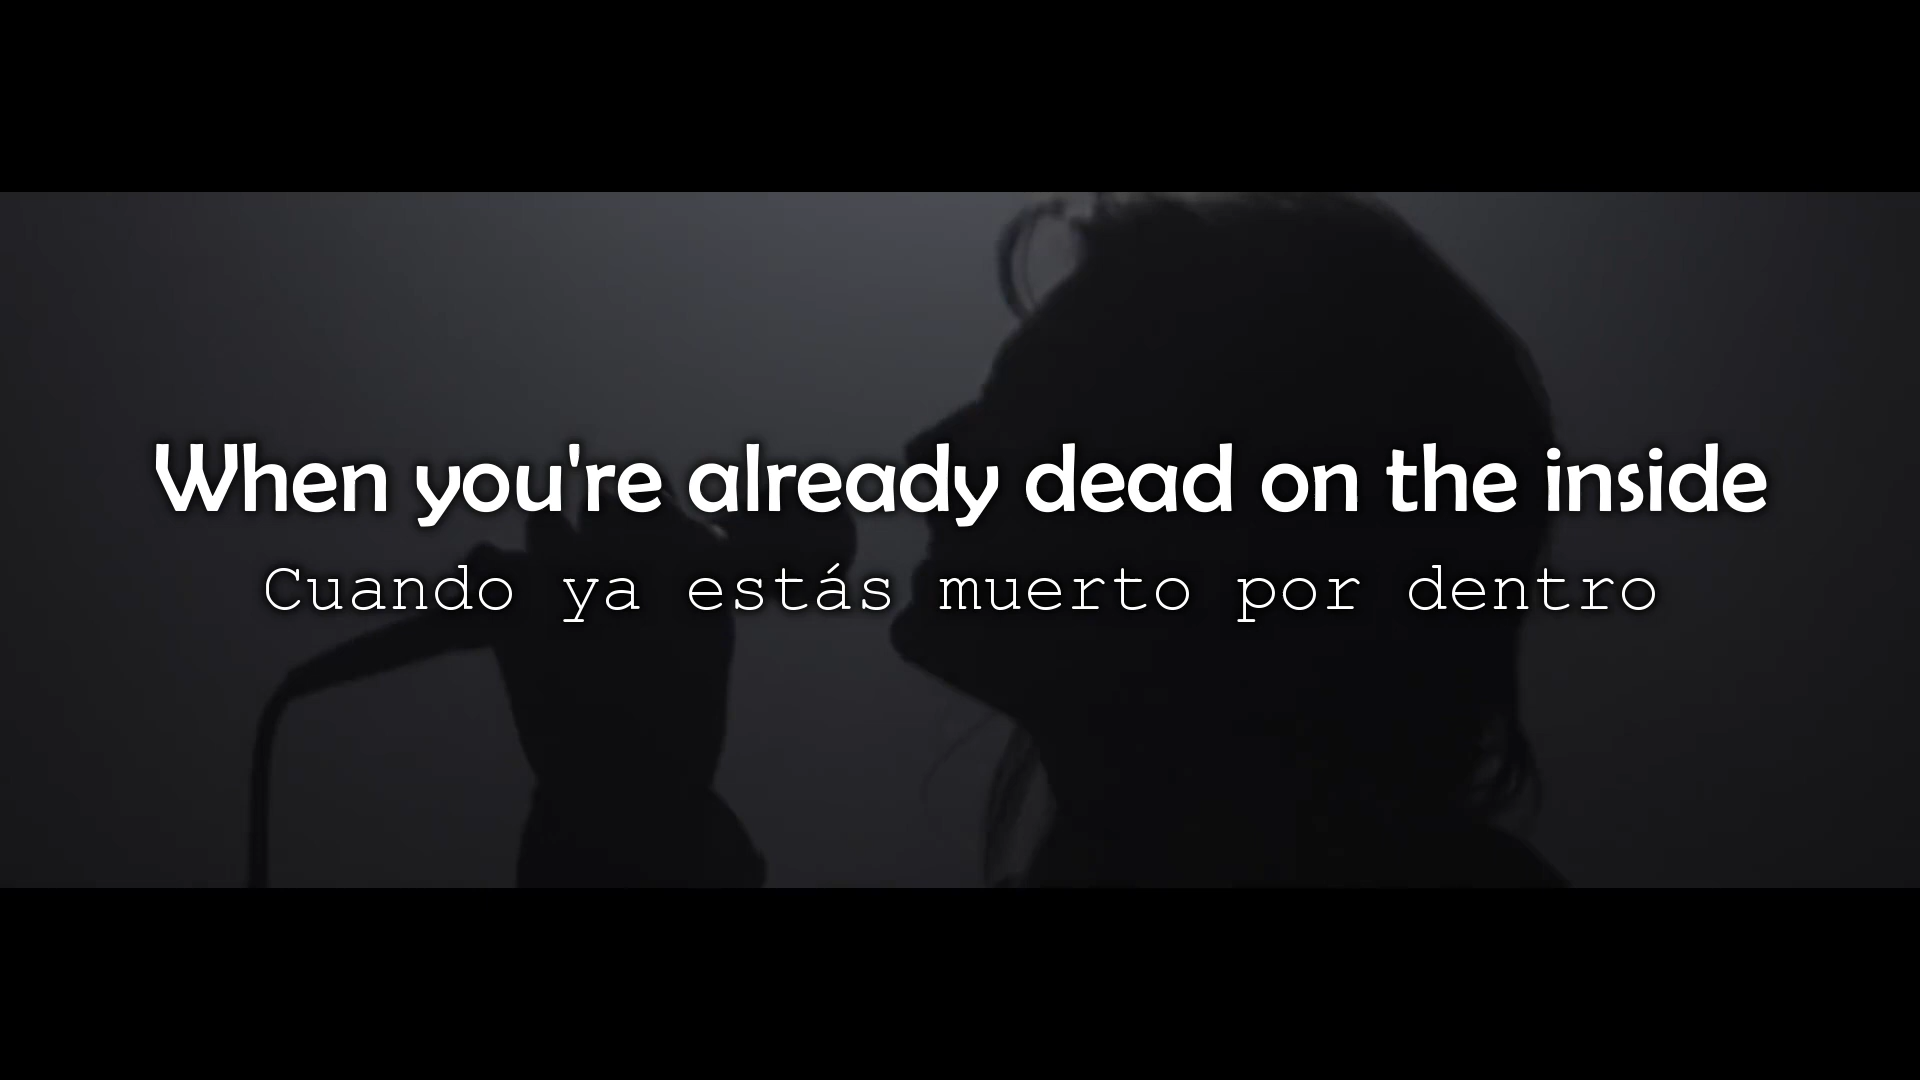 When you're already dead on the inside
Cuando ya estás muerto por dentro